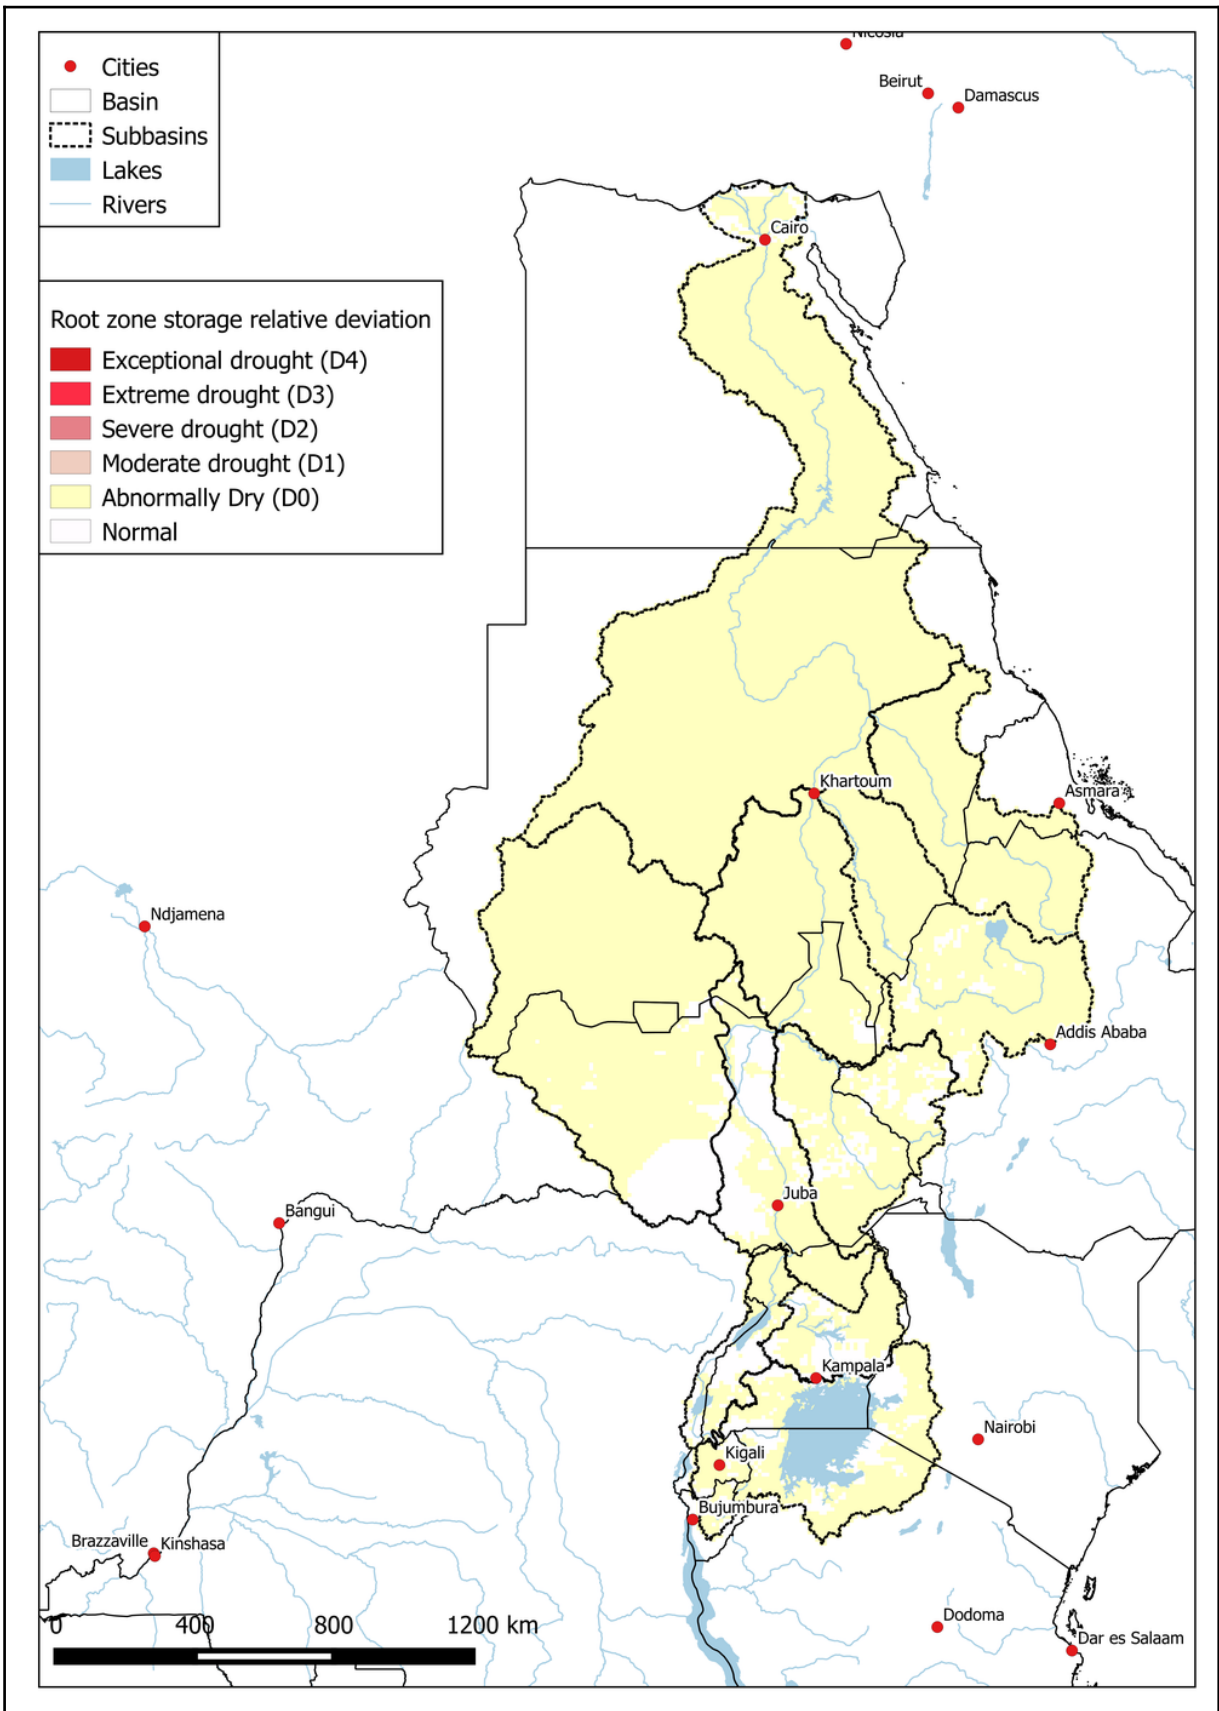 Cities
Basin
Subbasins
Lakes
Rivers
Root zone storage relative deviation
Exceptional drought (D4)
Extreme drought (D3)
Severe drought (D2)
Moderate drought (D1)
Abnormally Dry (D0)
Normal
Nicosia
Beirut
Damascus
Cairo
Khartoum
Asmara
Ndjamena
Addis Ababa
Juba
Bangui
Kampala
Nairobi
Kigali
Bujumbura
Brazzaville
Kinshasa
Dodoma
Dar es Salaam
0 400 800 1200 km